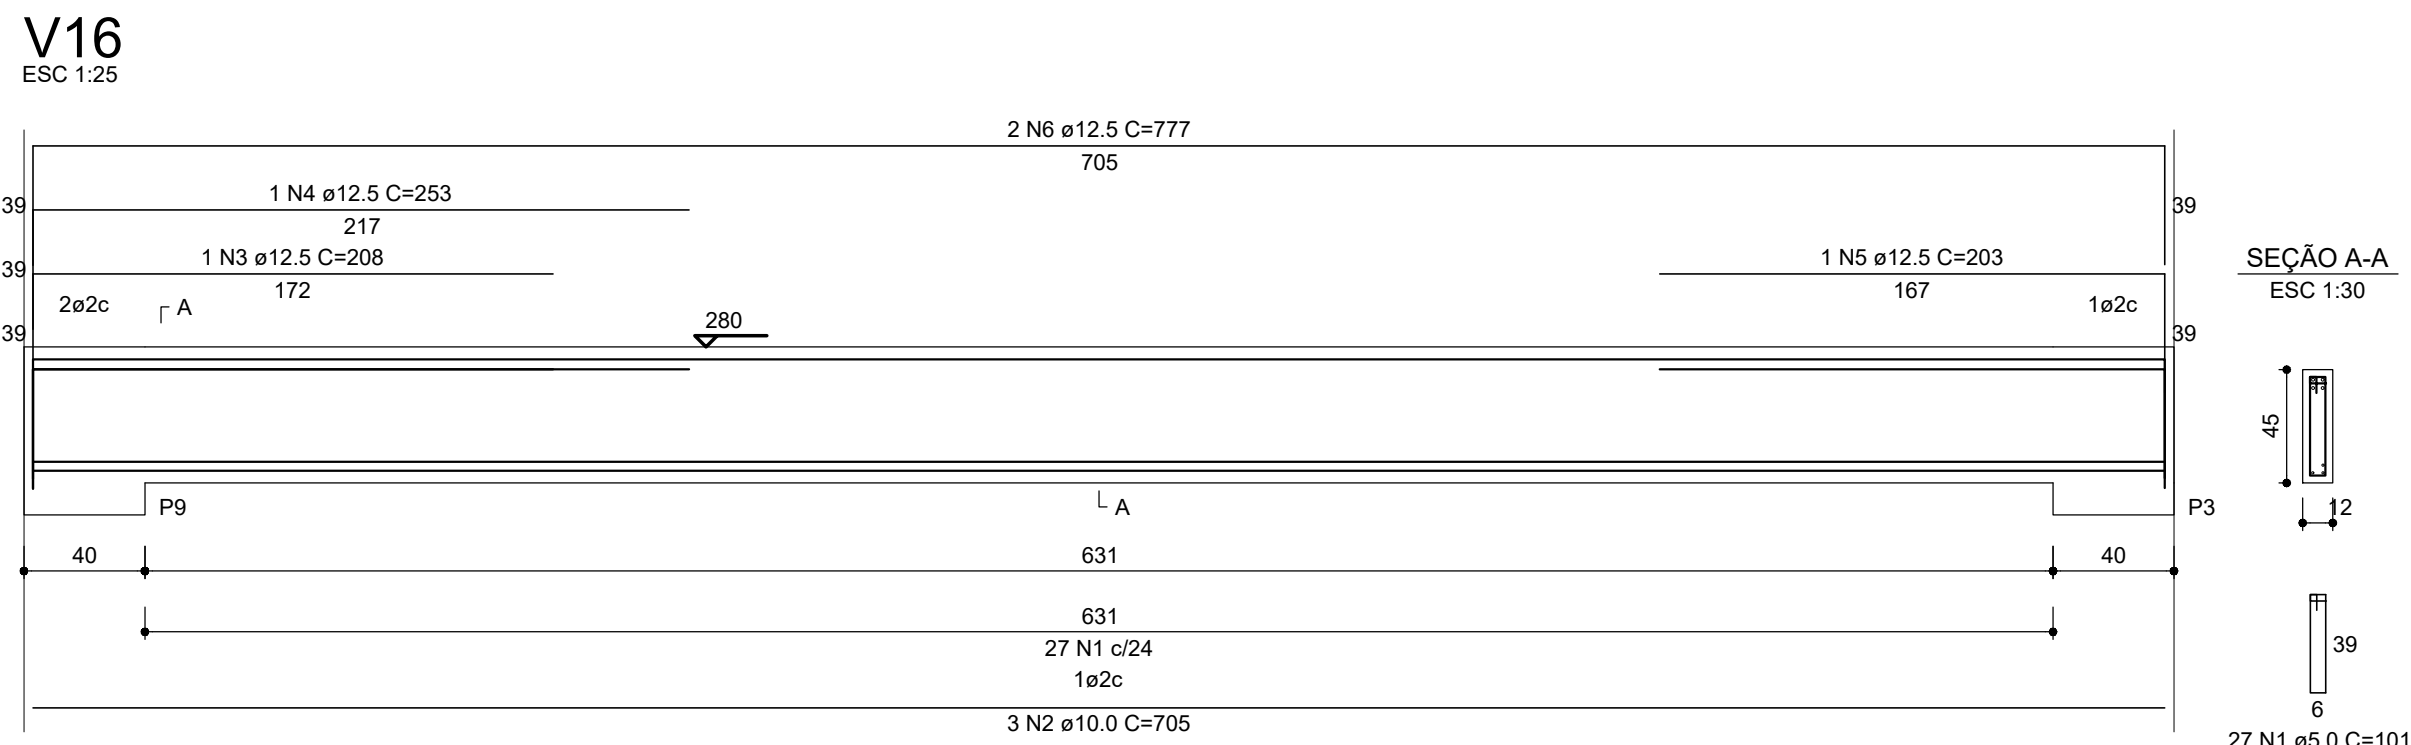 V16
ESC 1:25
2 N6 ø12.5 C=777
705
1 N4 ø12.5 C=253
39
39
217
1 N3 ø12.5 C=208
1 N5 ø12.5 C=203
SEÇÃO A-A
39
172
167
ESC 1:30
2ø2c
A
1ø2c
280
39
39
45
P9
A
P3
12
40
631
40
631
27 N1 c/24
39
1ø2c
6
3 N2 ø10.0 C=705
27 N1 ø5.0 C=101